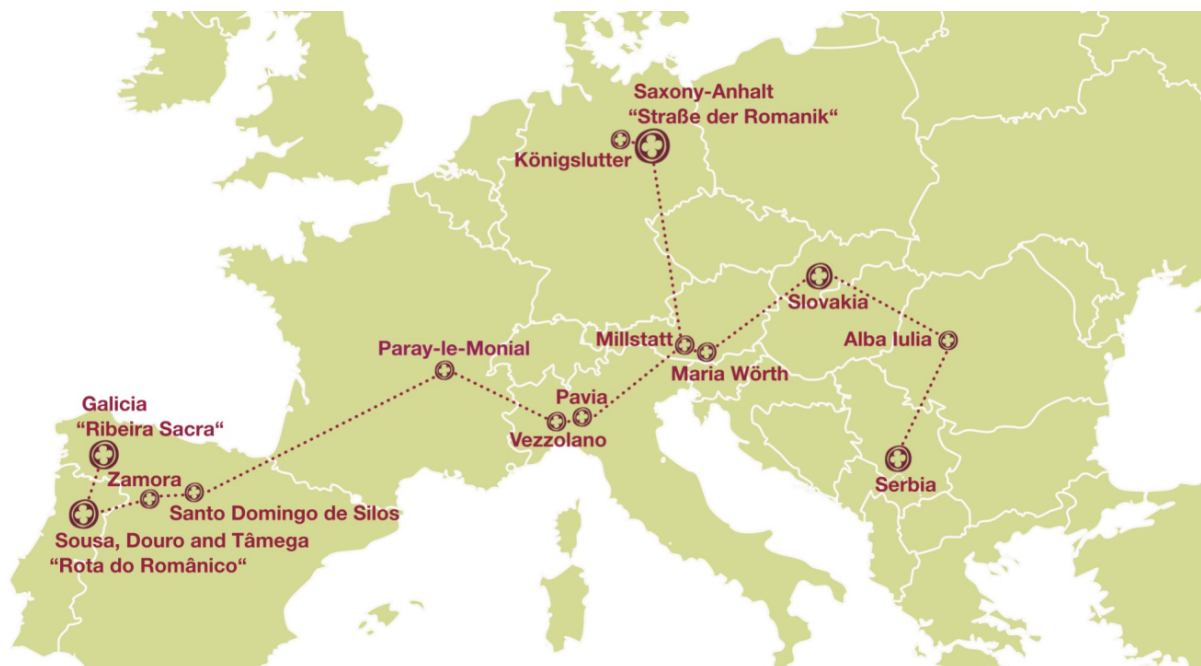 Saxony-Anhalt
“Straße der Romanik“
Königslutter
Slovakia
Millstatt
Alba Iulia
Paray-le-Monial
Maria Wörth
Pavia
Galicia
“Ribeira Sacra“
Vezzolano
Zamora
Serbia
Santo Domingo de Silos
Sousa, Douro and Tâmega
“Rota do Românico“